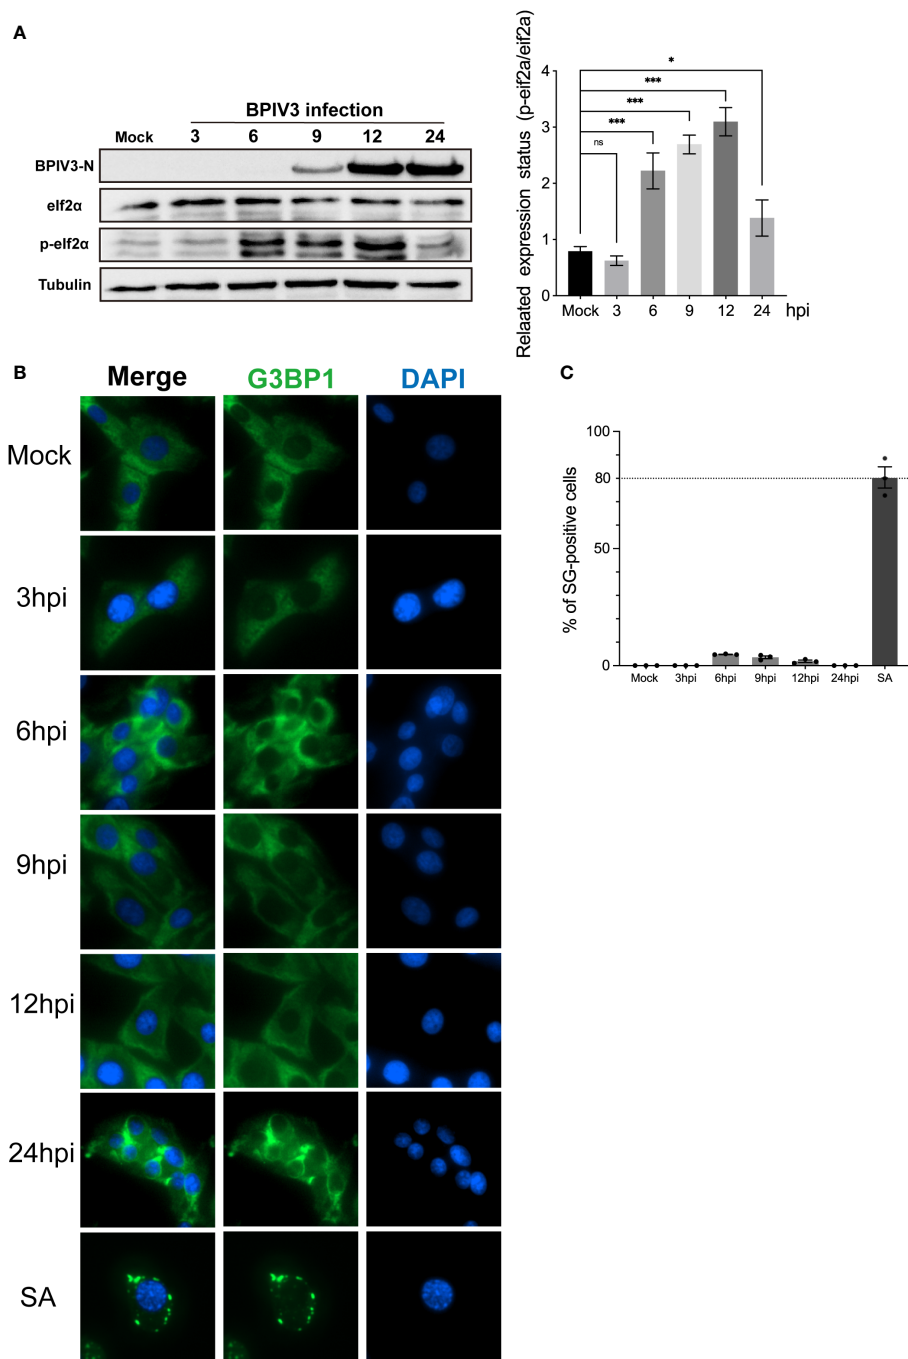 A
BPIV3 infection
Mock 3 6 9 12 24
BPIV3-N
eIf2α
p-eIf2α
Tubulin
Relaated expression status (p-eif2a/eif2a)
4
3
2
1
0
*
***
***
***
ns
Mock 3 6 9 12 24 hpi
B
Merge G3BP1 DAPI
Mock
3hpi
6hpi
9hpi
12hpi
24hpi
SA
C
% of SG-positive cells
100
80
50
0
Mock 3hpi 6hpi 9hpi 12hpi 24hpi SA